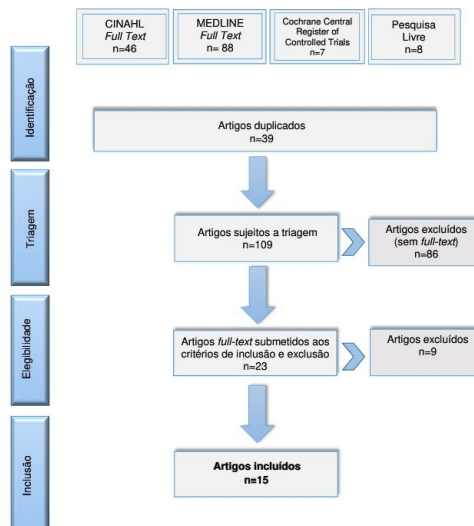 CINAHL
Full Text
n=46
MEDLINE
Full Text
n= 88
Cochrane Central
Register of
Controlled Trials
n=7
Pesquisa
Livre
n=8
Identificação
Artigos duplicados
n=39
Triagem
Artigos sujeitos a triagem
n=109
Artigos excluídos
(sem full-text)
n=86
Elegibilidade
Artigos full-text submetidos aos
critérios de inclusão e exclusão
n=23
Artigos excluídos
n=9
Inclusão
Artigos incluídos
n=15